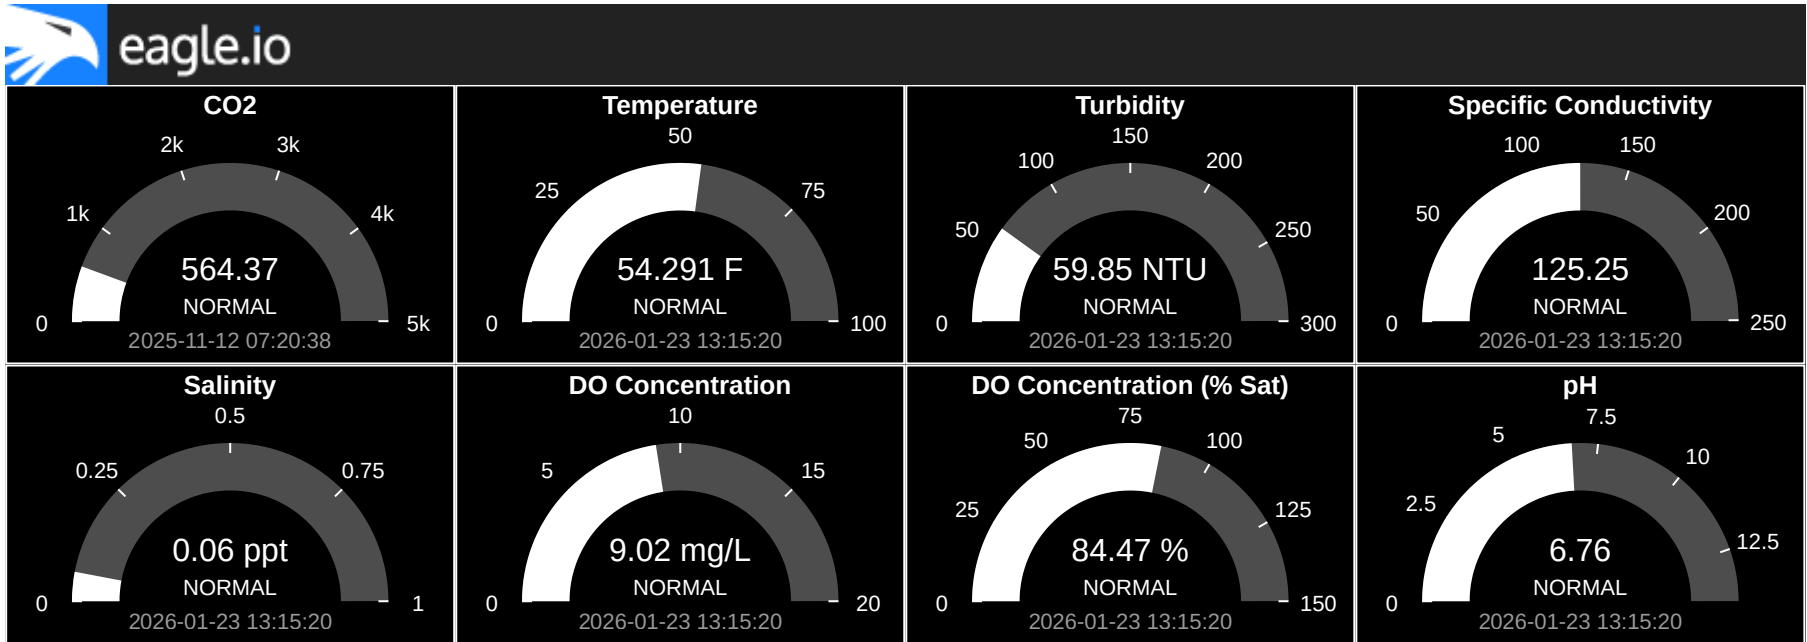 eagle.io
CO2
0
1k
2k
3k
4k
5k
564.37
NORMAL
2025-11-12 07:20:38
Temperature
0
25
50
75
100
54.291 F
NORMAL
2026-01-23 13:15:20
Turbidity
0
50
100
150
200
250
300
59.85 NTU
NORMAL
2026-01-23 13:15:20
Specific Conductivity
0
50
100
150
200
250
125.25
NORMAL
2026-01-23 13:15:20
Salinity
0
0.25
0.5
0.75
1
0.06 ppt
NORMAL
2026-01-23 13:15:20
DO Concentration
0
5
10
15
20
9.02 mg/L
NORMAL
2026-01-23 13:15:20
DO Concentration (% Sat)
0
25
50
75
100
125
150
84.47 %
NORMAL
2026-01-23 13:15:20
pH
0
2.5
5
7.5
10
12.5
6.76
NORMAL
2026-01-23 13:15:20